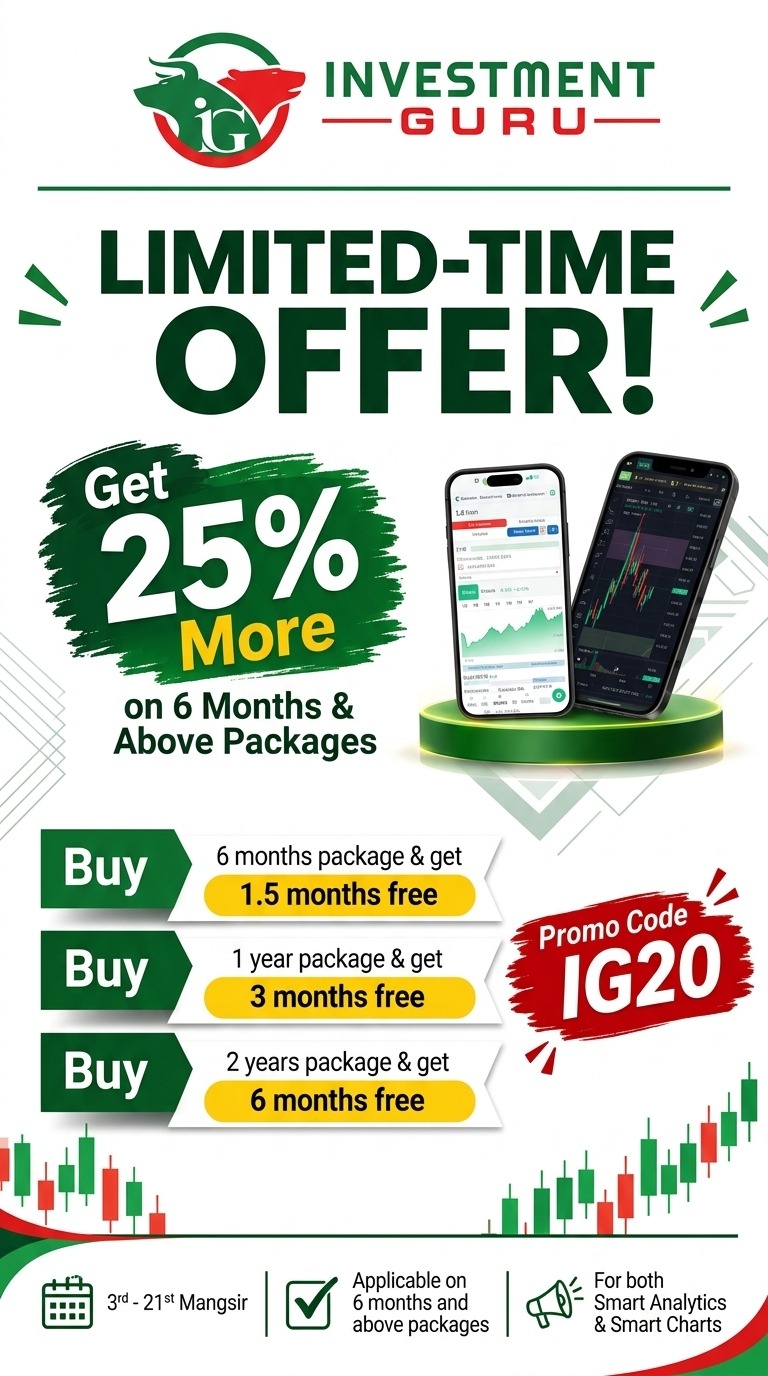 iG
INVESTMENT
GURU
LIMITED-TIME
OFFER!
Get
25%
More
on 6 Months &
Above Packages
Buy
6 months package & get
1.5 months free
Buy
1 year package & get
3 months free
Buy
2 years package & get
6 months free
Promo Code
IG20
3rd - 21st Mangsir
Applicable on
6 months and
above packages
For both
Smart Analytics
& Smart Charts